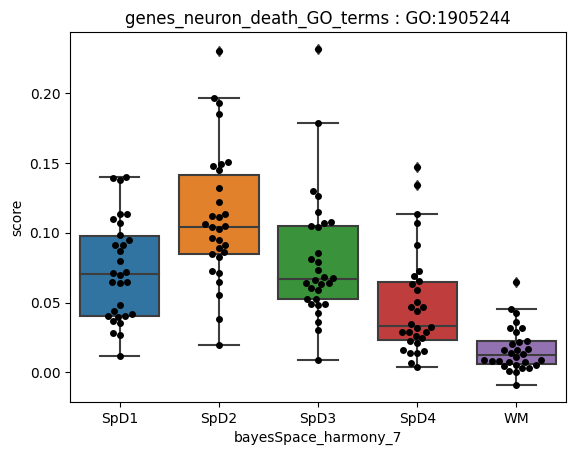 genes_neuron_death_GO_terms : GO:1905244
score
0.20
0.15
0.10
0.05
0.00
SpD1 SpD2 SpD3 SpD4 WM
bayesSpace_harmony_7